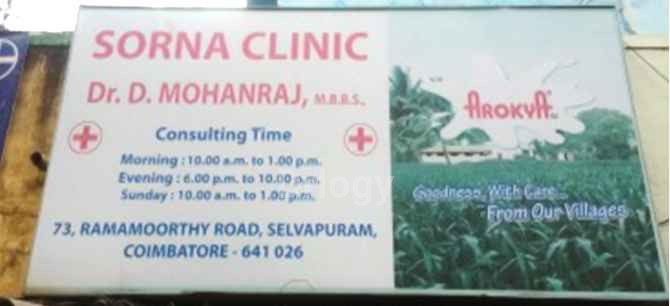 SORNA CLINIC
Dr. D. MOHANRAJ, M.B.B.S.,
Consulting Time
Morning : 10.00 a.m. to 1.00 p.m.
Evening : 6.00 p.m. to 10.00 p.m.
Sunday : 10.00 a.m. to 1.00 p.m.
73, RAMAMOORTHY ROAD, SELVAPURAM,
COIMBATORE - 641 026
AROKYA
Goodness, With Care...
From Our Villages